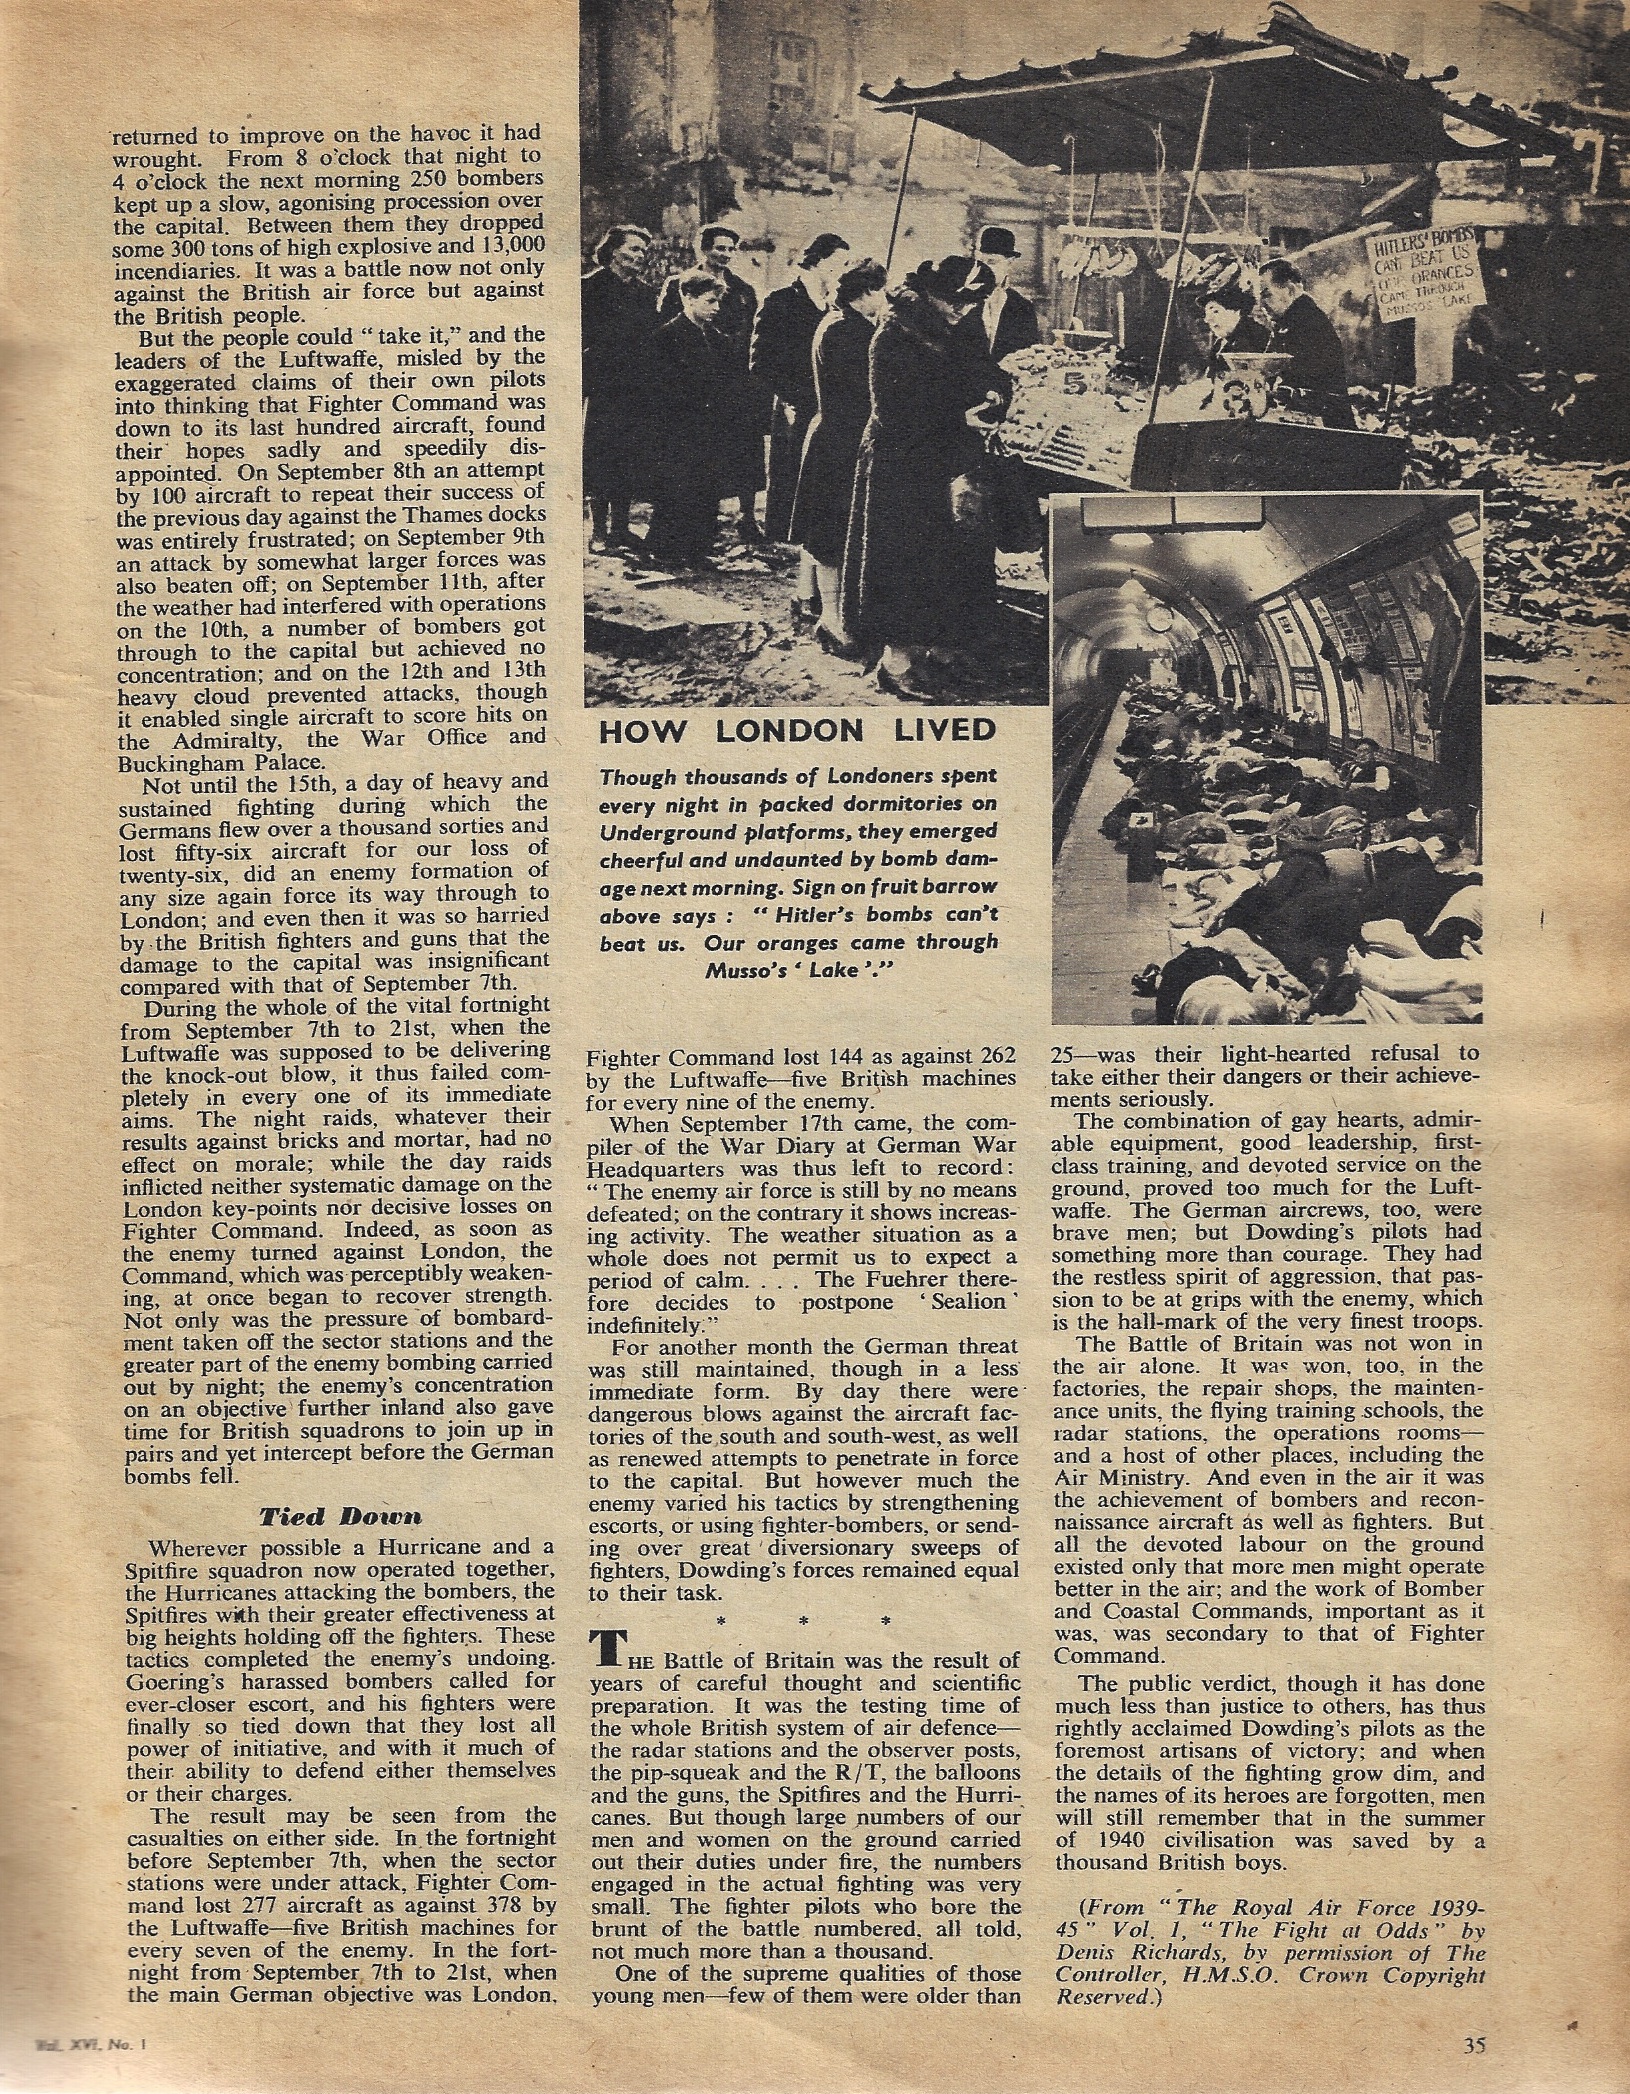 returned to improve on the havoc it had
wrought. From 8 o'clock that night to
4 o'clock the next morning 250 bombers
kept up a slow, agonising procession over
the capital. Between them they dropped
some 300 tons of high explosive and 13,000
incendiaries. It was a battle now not only
against the British air force but against
the British people.
But the people could "take it," and the
leaders of the Luftwaffe, misled by the
exaggerated claims of their own pilots
into thinking that Fighter Command was
down to its last hundred aircraft, found
their hopes sadly and speedily dis-
appointed. On September 8th an attempt
by 100 aircraft to repeat their success of
the previous day against the Thames docks
was entirely frustrated; on September 9th
an attack by somewhat larger forces was
also beaten off; on September 11th, after
the weather had interfered with operations
on the 10th, a number of bombers got
through to the capital but achieved no
concentration; and on the 12th and 13th
heavy cloud prevented attacks, though
it enabled single aircraft to score hits on
the Admiralty, the War Office and
Buckingham Palace.
Not until the 15th, a day of heavy and
sustained fighting during which the
Germans flew over a thousand sorties and
lost fifty-six aircraft for our loss of
twenty-six, did an enemy formation of
any size again force its way through to
London; and even then it was so harried
by the British fighters and guns that the
damage to the capital was insignificant
compared with that of September 7th.
During the whole of the vital fortnight
from September 7th to 21st, when the
Luftwaffe was supposed to be delivering
the knock-out blow, it thus failed com-
pletely in every one of its immediate
aims. The night raids, whatever their
results against bricks and mortar, had no
effect on morale; while the day raids
inflicted neither systematic damage on the
London key-points nor decisive losses on
Fighter Command. Indeed, as soon as
the enemy turned against London, the
Command, which was perceptibly weaken-
ing, at once began to recover strength.
Not only was the pressure of bombard-
ment taken off the sector stations and the
greater part of the enemy bombing carried
out by night; the enemy's concentration
on an objective further inland also gave
time for British squadrons to join up in
pairs and yet intercept before the German
bombs fell.
Tied Down
Wherever possible a Hurricane and a
Spitfire squadron now operated together,
the Hurricanes attacking the bombers, the
Spitfires with their greater effectiveness at
big heights holding off the fighters. These
tactics completed the enemy's undoing.
Goering's harassed bombers called for
ever-closer escort, and his fighters were
finally so tied down that they lost all
power of initiative, and with it much of
their ability to defend either themselves
or their charges.
The result may be seen from the
casualties on either side. In the fortnight
before September 7th, when the sector
stations were under attack, Fighter Com-
mand lost 277 aircraft as against 378 by
the Luftwaffe—five British machines for
every seven of the enemy. In the fort-
night from September 7th to 21st, when
the main German objective was London,
HITLERS' BOMBS
CAN'T BEAT US
OUR ORANGES
CAME THROUGH
MUSSO'S LAKE
5
3
HOW LONDON LIVED
Though thousands of Londoners spent
every night in packed dormitories on
Underground platforms, they emerged
cheerful and undaunted by bomb dam-
age next morning. Sign on fruit barrow
above says : "Hitler's bombs can't
beat us. Our oranges came through
Musso's 'Lake'."
Fighter Command lost 144 as against 262
by the Luftwaffe—five British machines
for every nine of the enemy.
When September 17th came, the com-
piler of the War Diary at German War
Headquarters was thus left to record:
"The enemy air force is still by no means
defeated; on the contrary it shows increas-
ing activity. The weather situation as a
whole does not permit us to expect a
period of calm. . . . The Fuehrer there-
fore decides to postpone 'Sealion'
indefinitely."
For another month the German threat
was still maintained, though in a less
immediate form. By day there were
dangerous blows against the aircraft fac-
tories of the south and south-west, as well
as renewed attempts to penetrate in force
to the capital. But however much the
enemy varied his tactics by strengthening
escorts, or using fighter-bombers, or send-
ing over great diversionary sweeps of
fighters, Dowding's forces remained equal
to their task.
* * *
THE Battle of Britain was the result of
years of careful thought and scientific
preparation. It was the testing time of
the whole British system of air defence—
the radar stations and the observer posts,
the pip-squeak and the R/T, the balloons
and the guns, the Spitfires and the Hurri-
canes. But though large numbers of our
men and women on the ground carried
out their duties under fire, the numbers
engaged in the actual fighting was very
small. The fighter pilots who bore the
brunt of the battle numbered, all told,
not much more than a thousand.
One of the supreme qualities of those
young men—few of them were older than
25—was their light-hearted refusal to
take either their dangers or their achieve-
ments seriously.
The combination of gay hearts, admir-
able equipment, good leadership, first-
class training, and devoted service on the
ground, proved too much for the Luft-
waffe. The German aircrews, too, were
brave men; but Dowding's pilots had
something more than courage. They had
the restless spirit of aggression, that pas-
sion to be at grips with the enemy, which
is the hall-mark of the very finest troops.
The Battle of Britain was not won in
the air alone. It was won, too, in the
factories, the repair shops, the mainten-
ance units, the flying training schools, the
radar stations, the operations rooms—
and a host of other places, including the
Air Ministry. And even in the air it was
the achievement of bombers and recon-
naissance aircraft as well as fighters. But
all the devoted labour on the ground
existed only that more men might operate
better in the air; and the work of Bomber
and Coastal Commands, important as it
was, was secondary to that of Fighter
Command.
The public verdict, though it has done
much less than justice to others, has thus
rightly acclaimed Dowding's pilots as the
foremost artisans of victory; and when
the details of the fighting grow dim, and
the names of its heroes are forgotten, men
will still remember that in the summer
of 1940 civilisation was saved by a
thousand British boys.
(From "The Royal Air Force 1939-
45" Vol. 1, "The Fight at Odds" by
Denis Richards, by permission of The
Controller, H.M.S.O. Crown Copyright
Reserved.)
Vol. XVI, No. 1
35